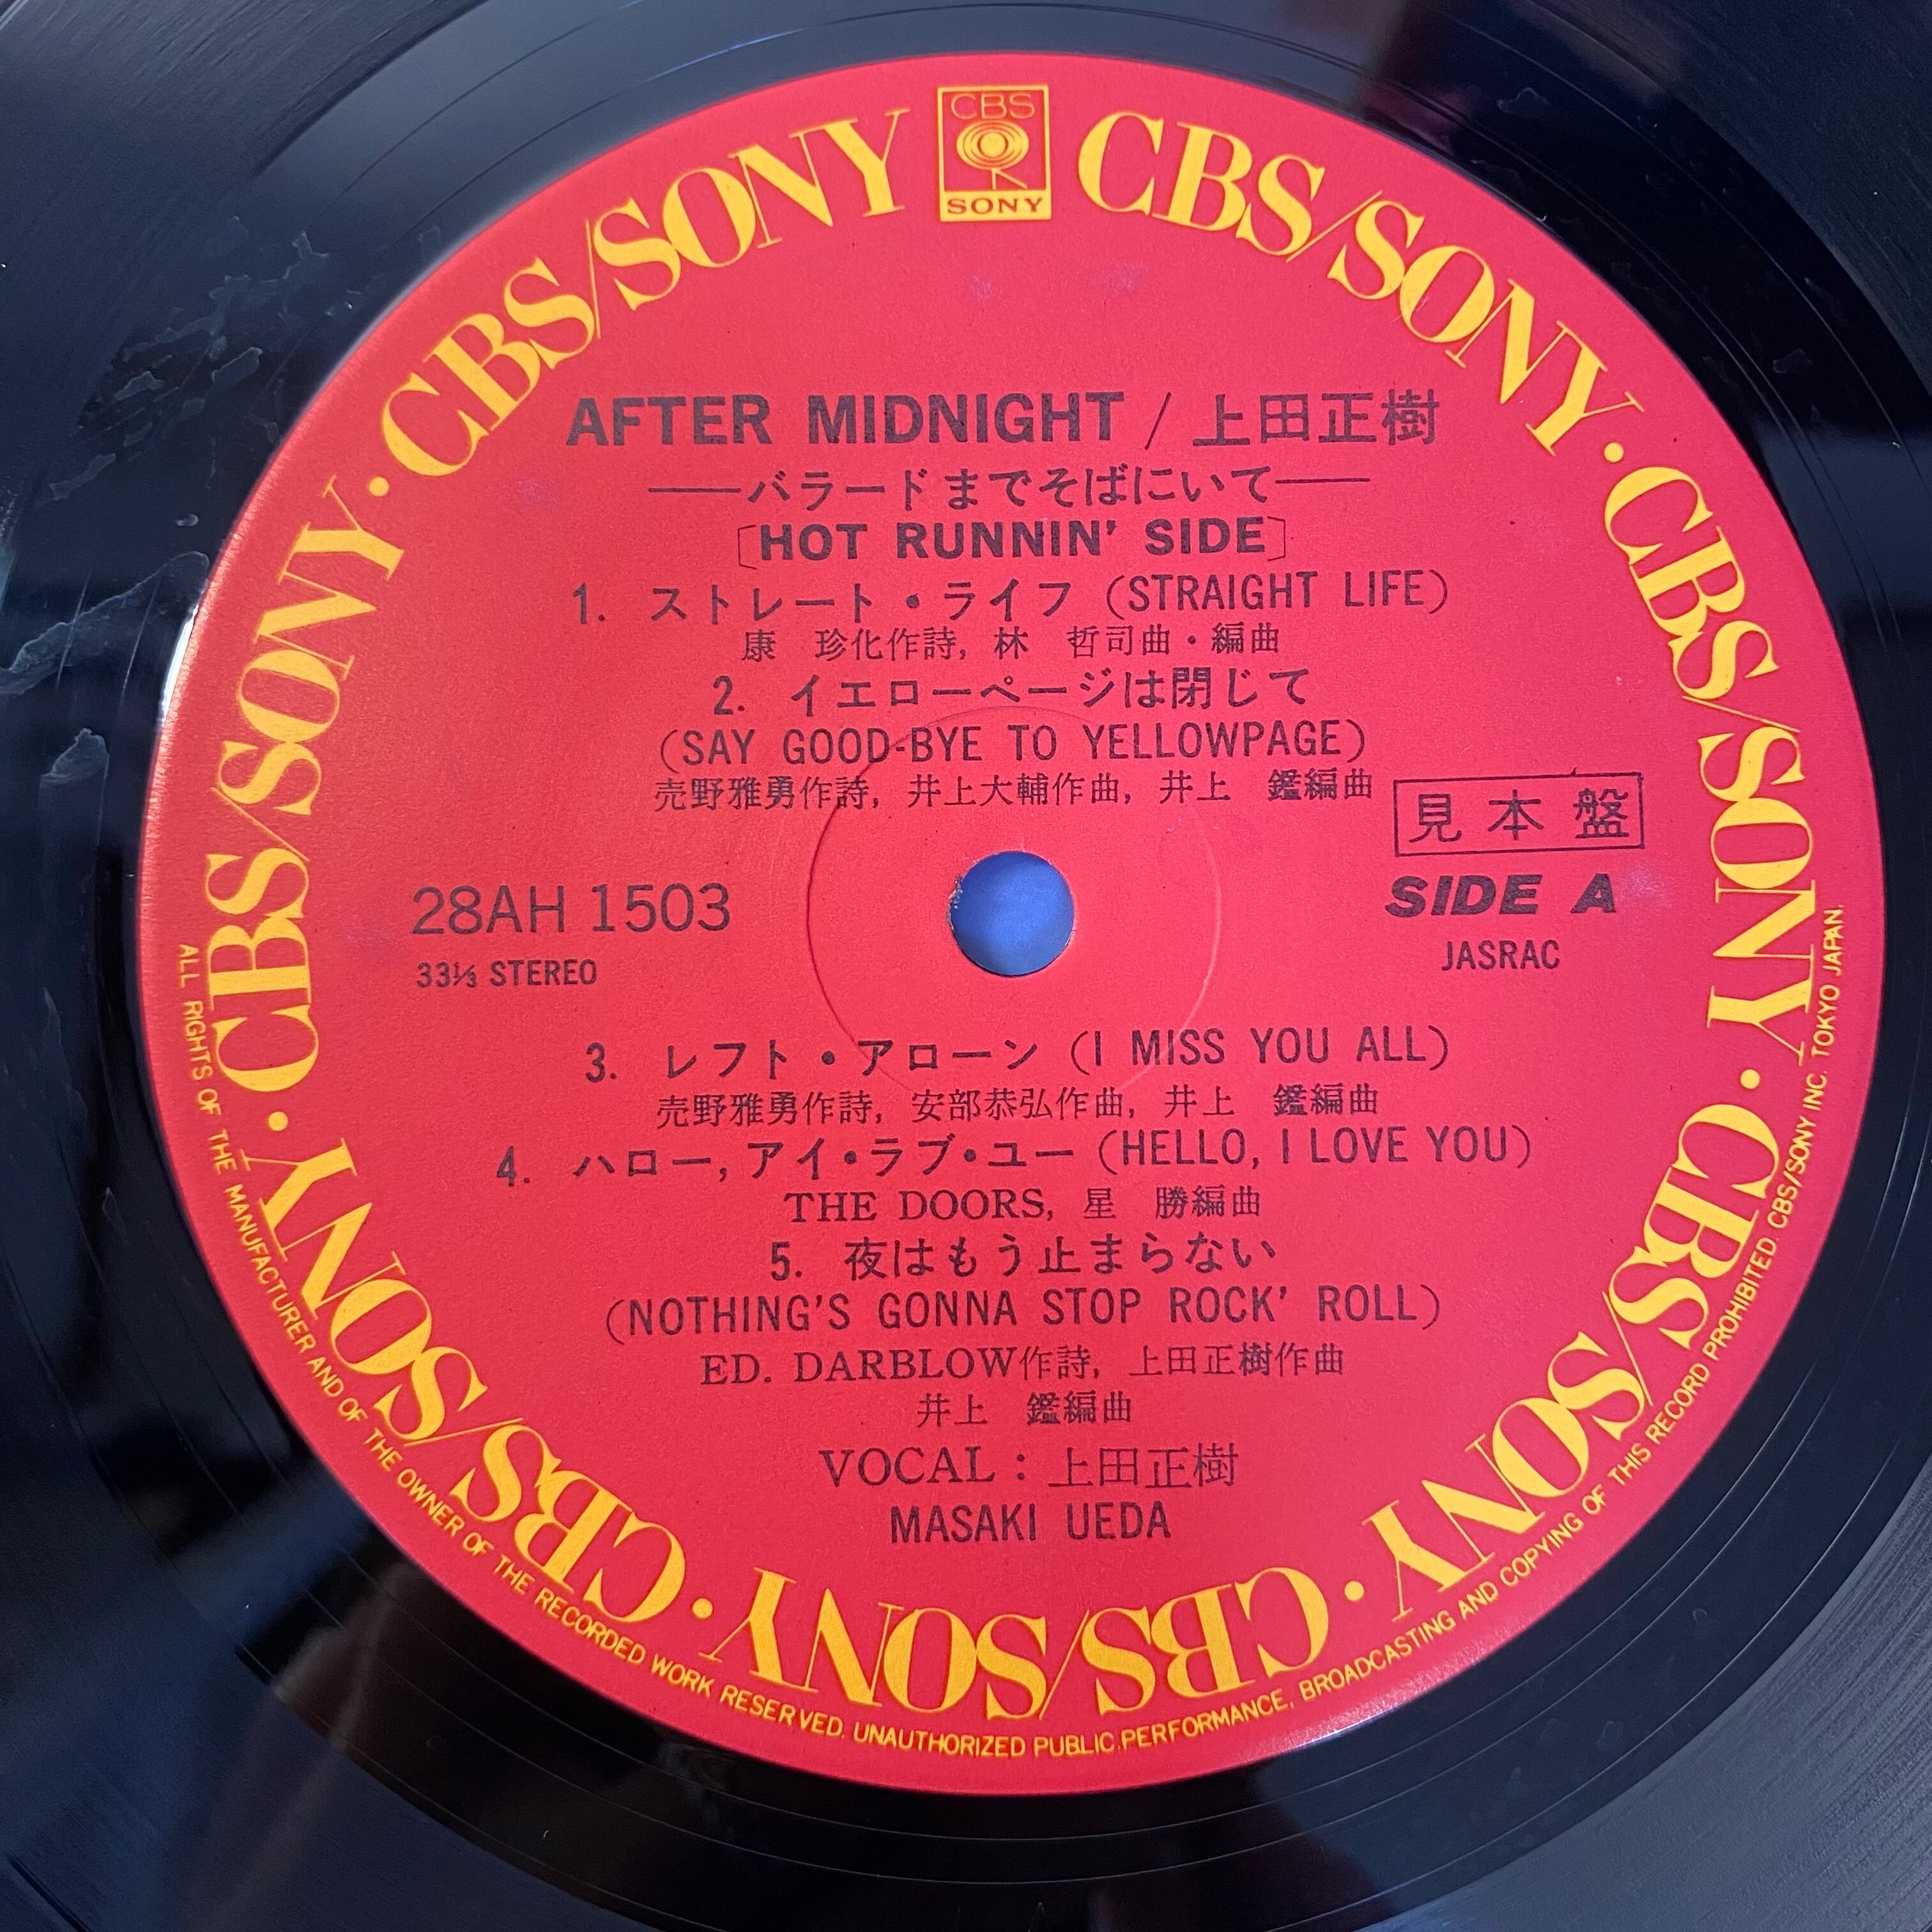 CBS
SONY
CBS/SONY · CBS/SONY · CBS/SONY · CBS/SONY · CBS/SONY · CBS/SONY · CBS/SONY · CBS/SONY
AFTER MIDNIGHT / 上田正樹
——バラードまでそばにいて——
[HOT RUNNIN' SIDE]
1. ストレート・ライフ (STRAIGHT LIFE)
康 珍化作詩, 林 哲司曲・編曲
2. イエローページは閉じて
(SAY GOOD-BYE TO YELLOWPAGE)
売野雅勇作詩, 井上大輔作曲, 井上 鑑編曲
見本盤
28AH 1503
SIDE A
33⅓ STEREO
JASRAC
3. レフト・アローン (I MISS YOU ALL)
売野雅勇作詩, 安部恭弘作曲, 井上 鑑編曲
4. ハロー, アイ・ラブ・ユー (HELLO, I LOVE YOU)
THE DOORS, 星 勝編曲
5. 夜はもう止まらない
(NOTHING'S GONNA STOP ROCK' ROLL)
ED. DARBLOW作詩, 上田正樹作曲
井上 鑑編曲
VOCAL : 上田正樹
MASAKI UEDA
ALL RIGHTS OF THE MANUFACTURER AND OF THE OWNER OF THE RECORDED WORK RESERVED. UNAUTHORIZED PUBLIC PERFORMANCE, BROADCASTING AND COPYING OF THIS RECORD PROHIBITED. CBS/SONY INC. TOKYO JAPAN.